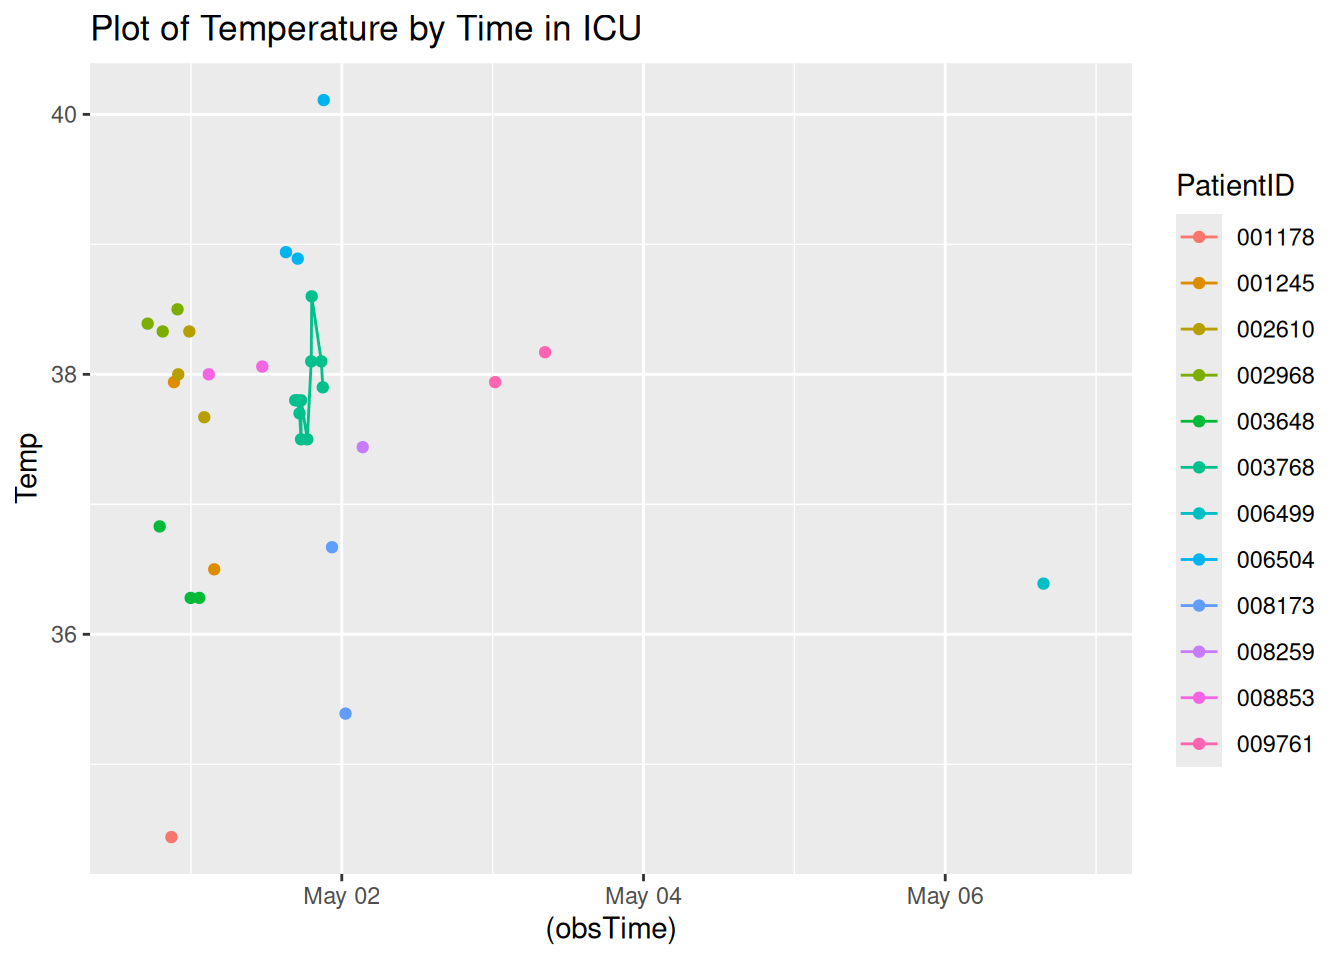 Plot of Temperature by Time in ICU
40
38
36
Temp
May 02
May 04
May 06
(obsTime)
PatientID
001178
001245
002610
002968
003648
003768
006499
006504
008173
008259
008853
009761